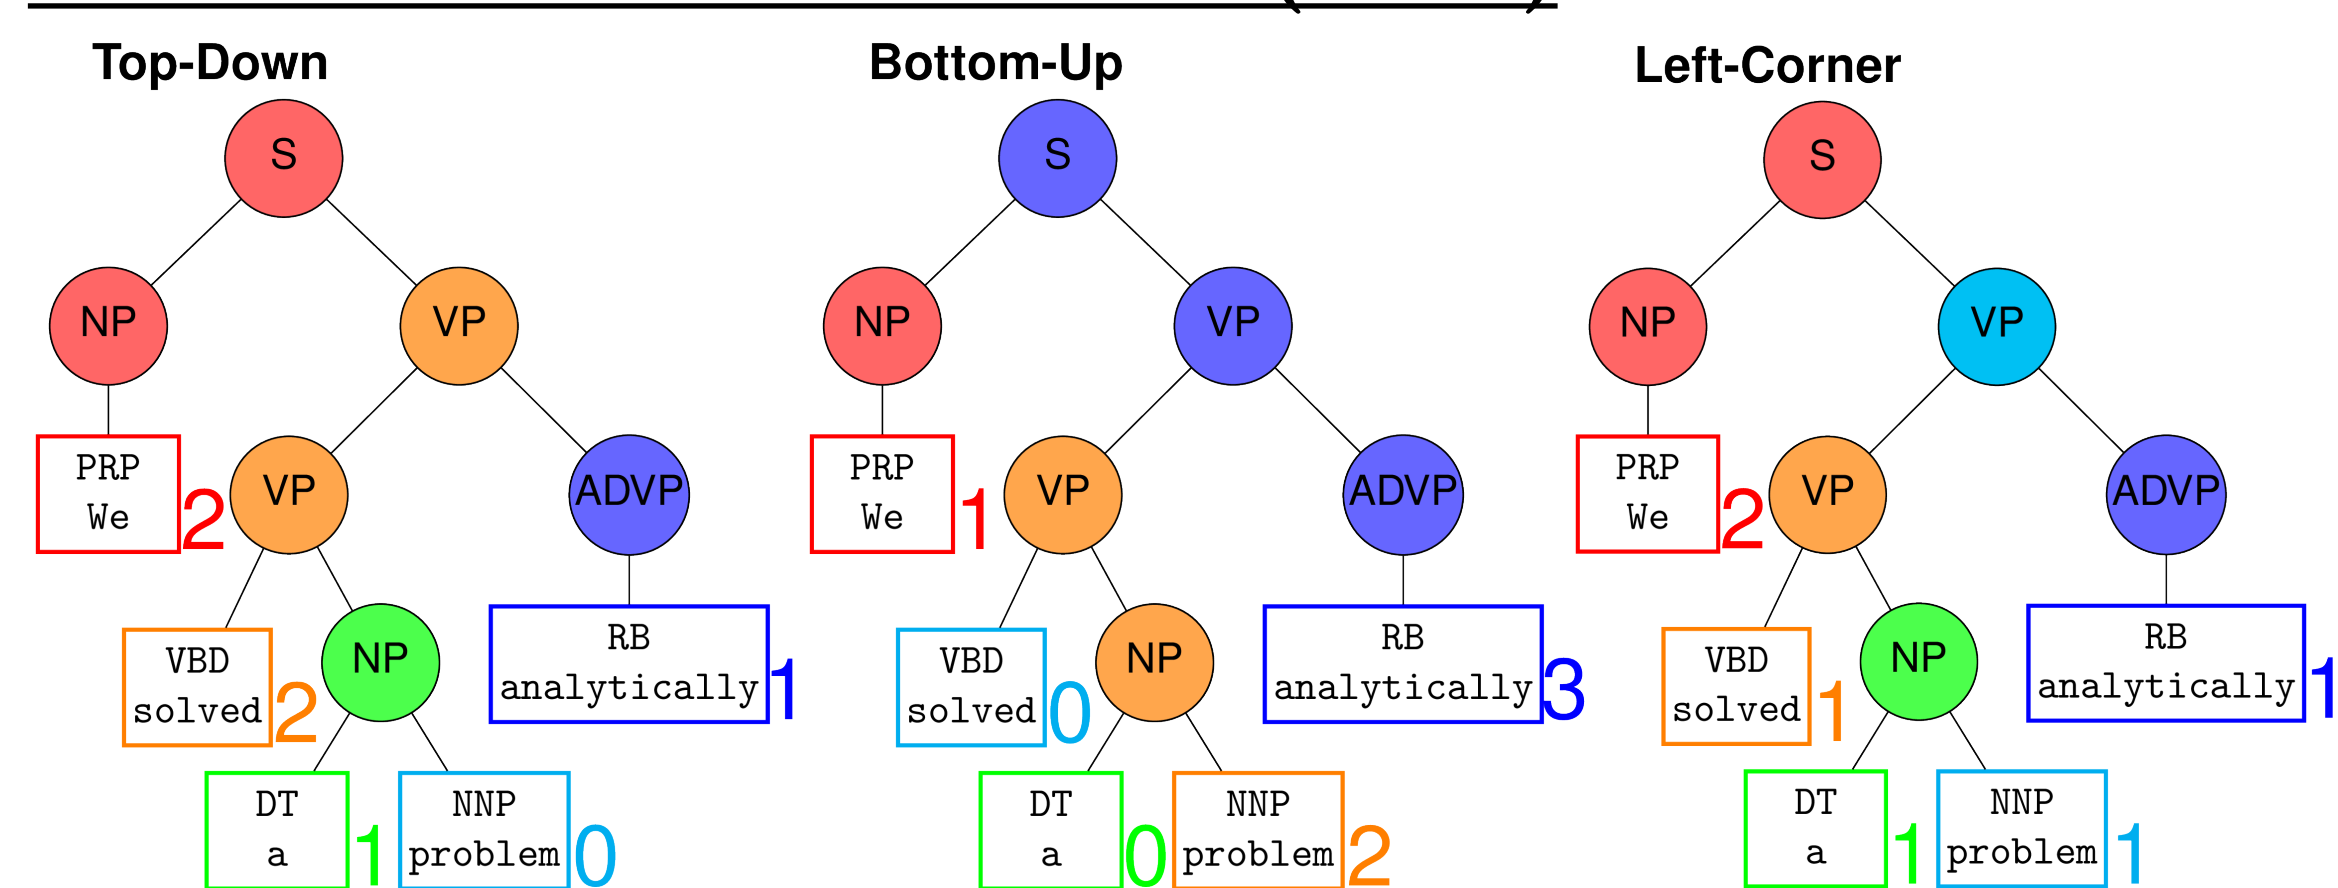 Top-Down
S
NP
VP
PRP
We
2
VP
ADVP
VBD
solved
2
NP
RB
analytically
1
DT
a
1
NNP
problem
0
Bottom-Up
S
NP
VP
PRP
We
1
VP
ADVP
VBD
solved
0
NP
RB
analytically
3
DT
a
0
NNP
problem
2
Left-Corner
S
NP
VP
PRP
We
2
VP
ADVP
VBD
solved
1
NP
RB
analytically
1
DT
a
1
NNP
problem
1